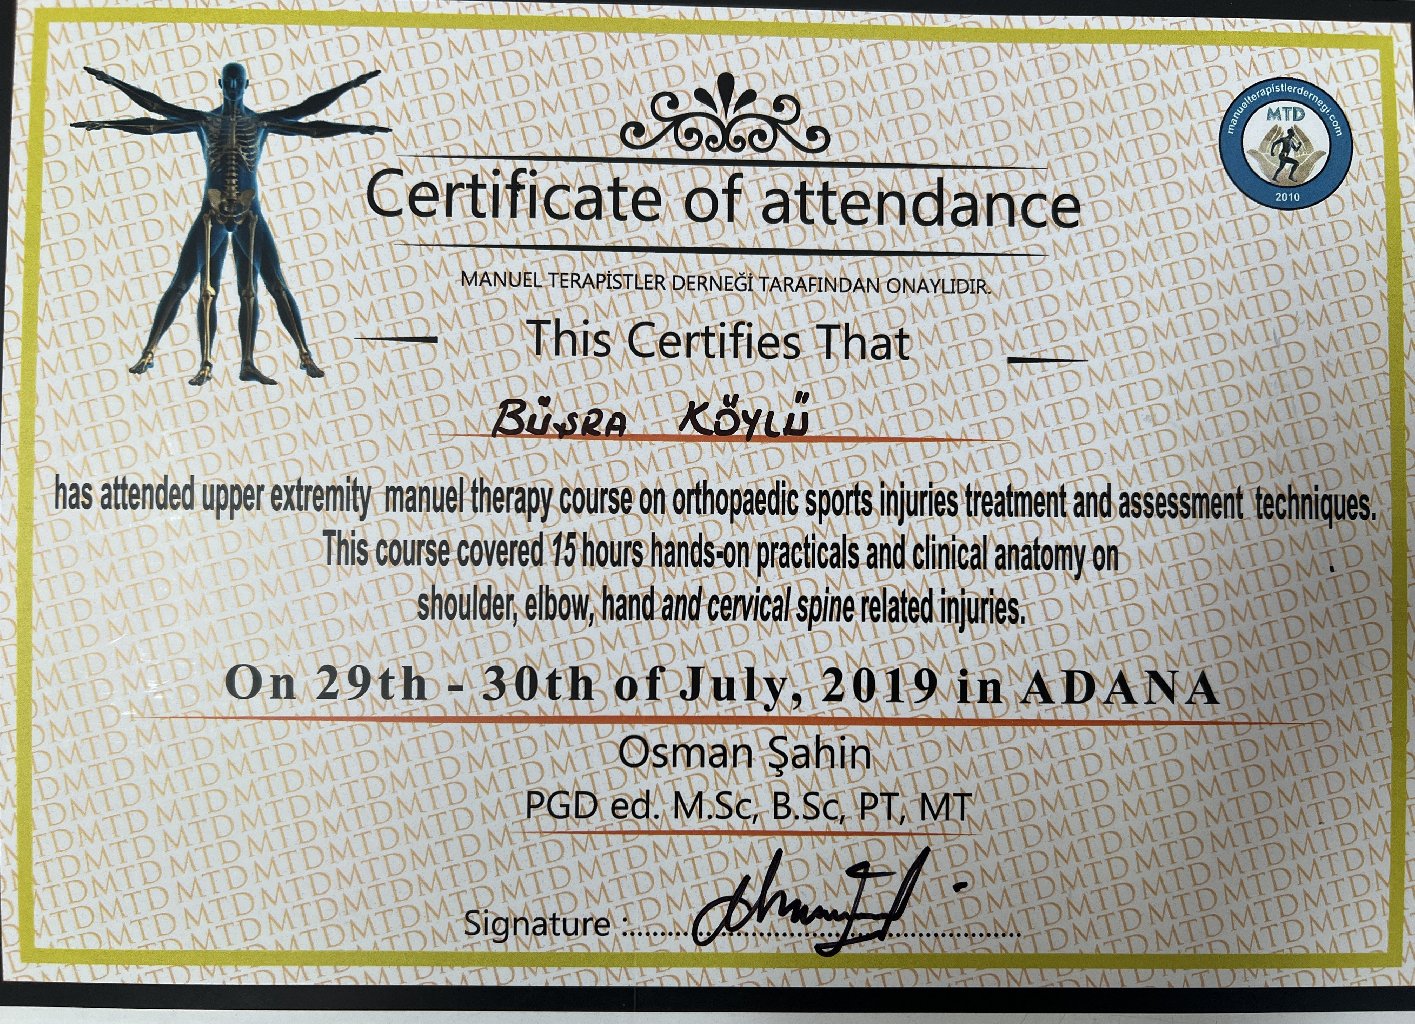 manuelterapistlerdernegi.com
MTD
2010
Certificate of attendance
MANUEL TERAPİSTLER DERNEĞİ TARAFINDAN ONAYLIDIR.
This Certifies That
BÜŞRA KÖYLÜ
has attended upper extremity manuel therapy course on orthopaedic sports injuries treatment and assessment techniques.
This course covered 15 hours hands-on practicals and clinical anatomy on
shoulder, elbow, hand and cervical spine related injuries.
On 29th - 30th of July, 2019 in ADANA
Osman Şahin
PGD ed. M.Sc, B.Sc, PT, MT
Signature :